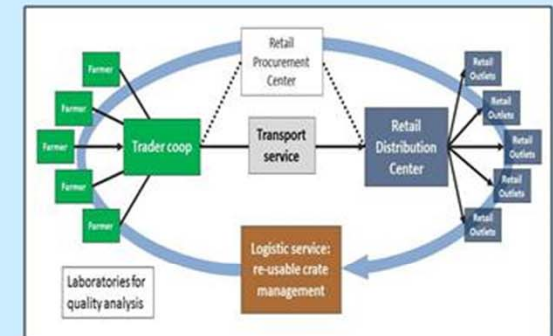 Retail
Procurement
Center
Farmer
Farmer
Farmer
Farmer
Farmer
Trader coop
Transport
service
Retail
Distribution
Center
Retail
Outlets
Retail
Outlets
Retail
Outlets
Retail
Outlets
Retail
Outlets
Logistic service:
re-usable crate
management
Laboratories for
quality analysis